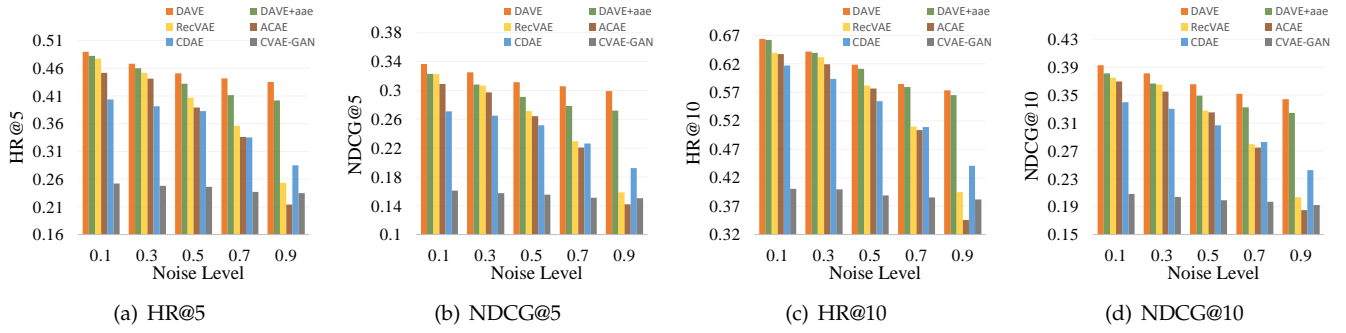 DAVE DAVE+aae
RecVAE ACAE
CDAE CVAE-GAN
HR@5
0.51
0.46
0.41
0.36
0.31
0.26
0.21
0.16
0.1 0.3 0.5 0.7 0.9
Noise Level
(a) HR@5
DAVE DAVE+aae
RecVAE ACAE
CDAE CVAE-GAN
NDCG@5
0.38
0.34
0.3
0.26
0.22
0.18
0.14
0.1
0.1 0.3 0.5 0.7 0.9
Noise Level
(b) NDCG@5
DAVE DAVE+aae
RecVAE ACAE
CDAE CVAE-GAN
HR@10
0.67
0.62
0.57
0.52
0.47
0.42
0.37
0.32
0.1 0.3 0.5 0.7 0.9
Noise Level
(c) HR@10
DAVE DAVE+aae
RecVAE ACAE
CDAE CVAE-GAN
NDCG@10
0.43
0.39
0.35
0.31
0.27
0.23
0.19
0.15
0.1 0.3 0.5 0.7 0.9
Noise Level
(d) NDCG@10